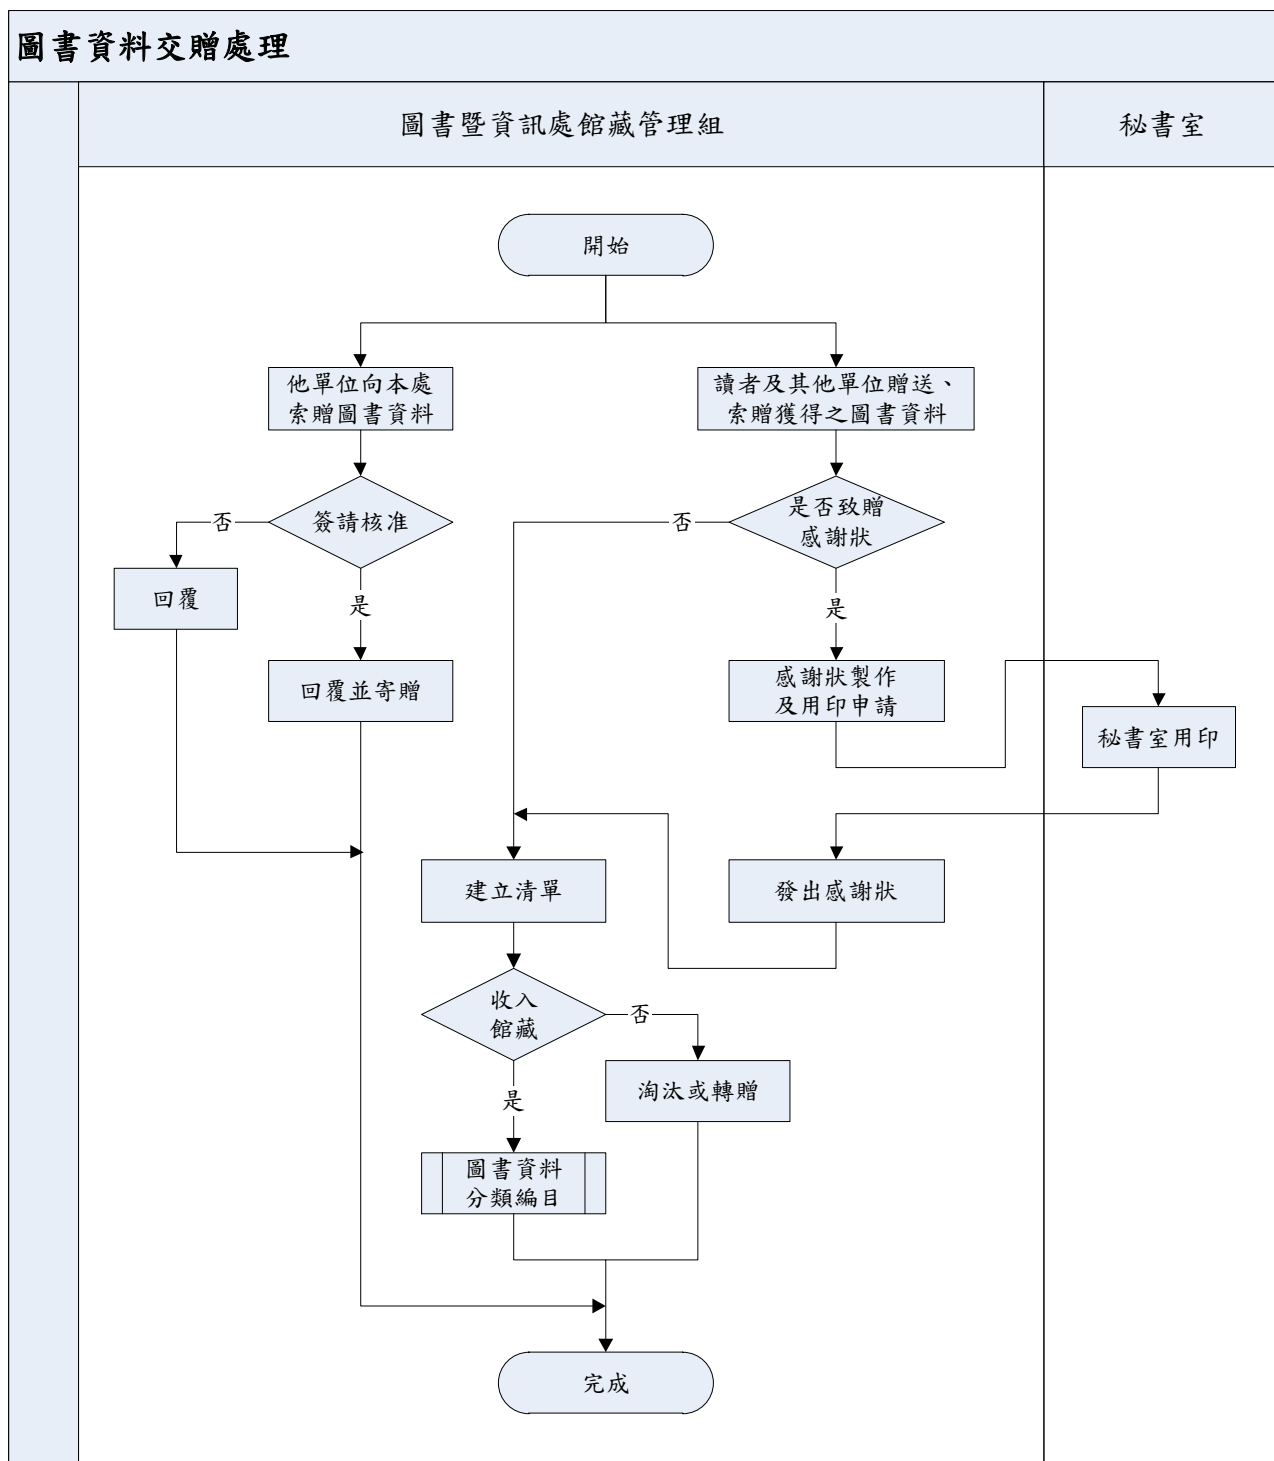 圖書資料交贈處理
圖書暨資訊處館藏管理組
秘書室
開始
他單位向本處
索贈圖書資料
讀者及其他單位贈送、
索贈獲得之圖書資料
簽請核准
否
是
回覆
回覆並寄贈
是否致贈
感謝狀
否
是
感謝狀製作
及用印申請
秘書室用印
發出感謝狀
建立清單
收入
館藏
否
是
淘汰或轉贈
圖書資料
分類編目
完成